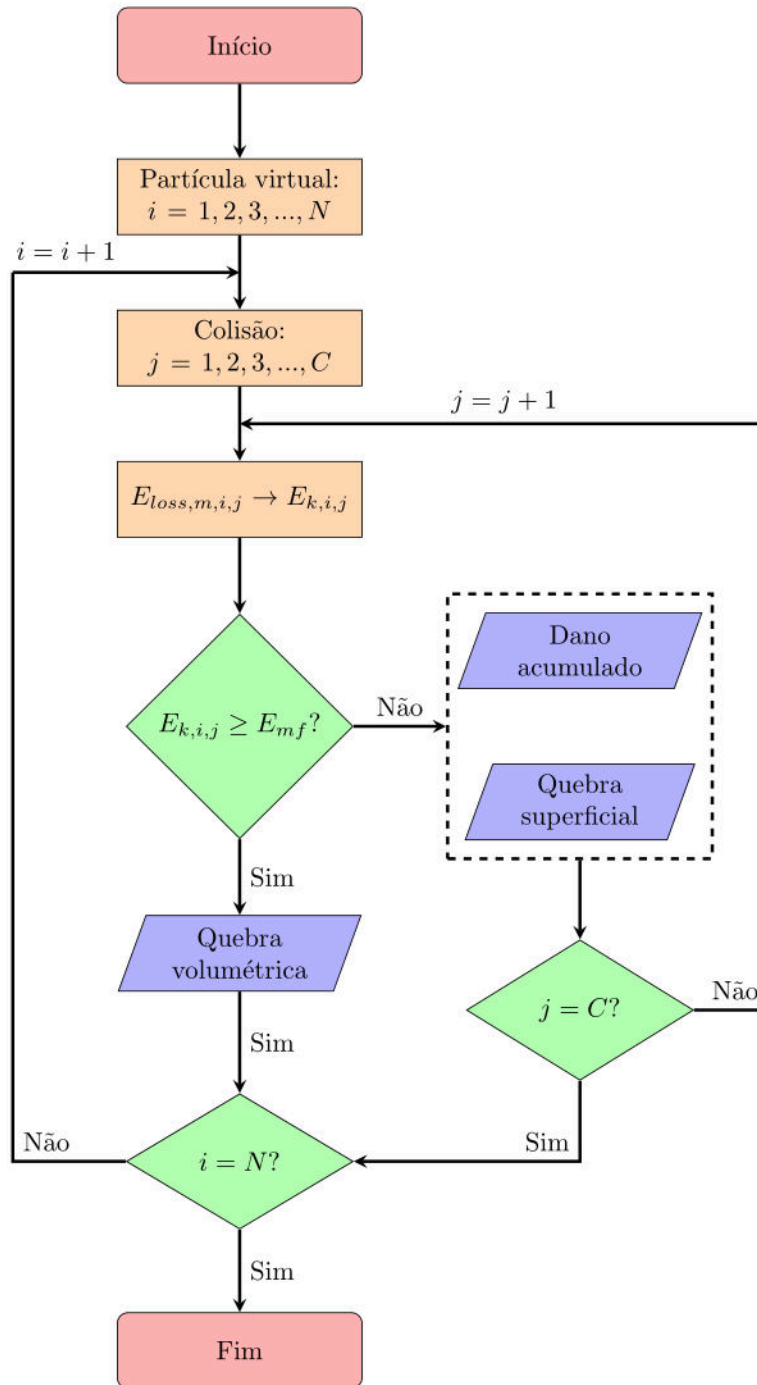 Início
Partícula virtual:
i = 1, 2, 3, ..., N
i = i + 1
Colisão:
j = 1, 2, 3, ..., C
j = j + 1
E_{loss,m,i,j} → E_{k,i,j}
E_{k,i,j} ≥ E_{mf}?
Não
Dano
acumulado
Quebra
superficial
Sim
Quebra
volumétrica
j = C?
Não
Sim
Sim
i = N?
Não
Sim
Fim